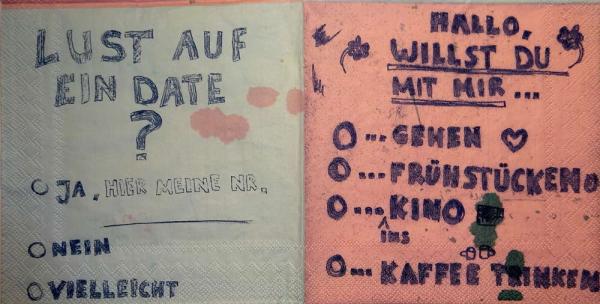 LUST AUF
EIN DATE
?
JA, HIER MEINE NR.
NEIN
VIELLEICHT
HALLO,
WILLST DU
MIT MIR...
...GEHEN
...FRÜHSTÜCKEN
...KINO
ins
...KAFFEE TRINKEN